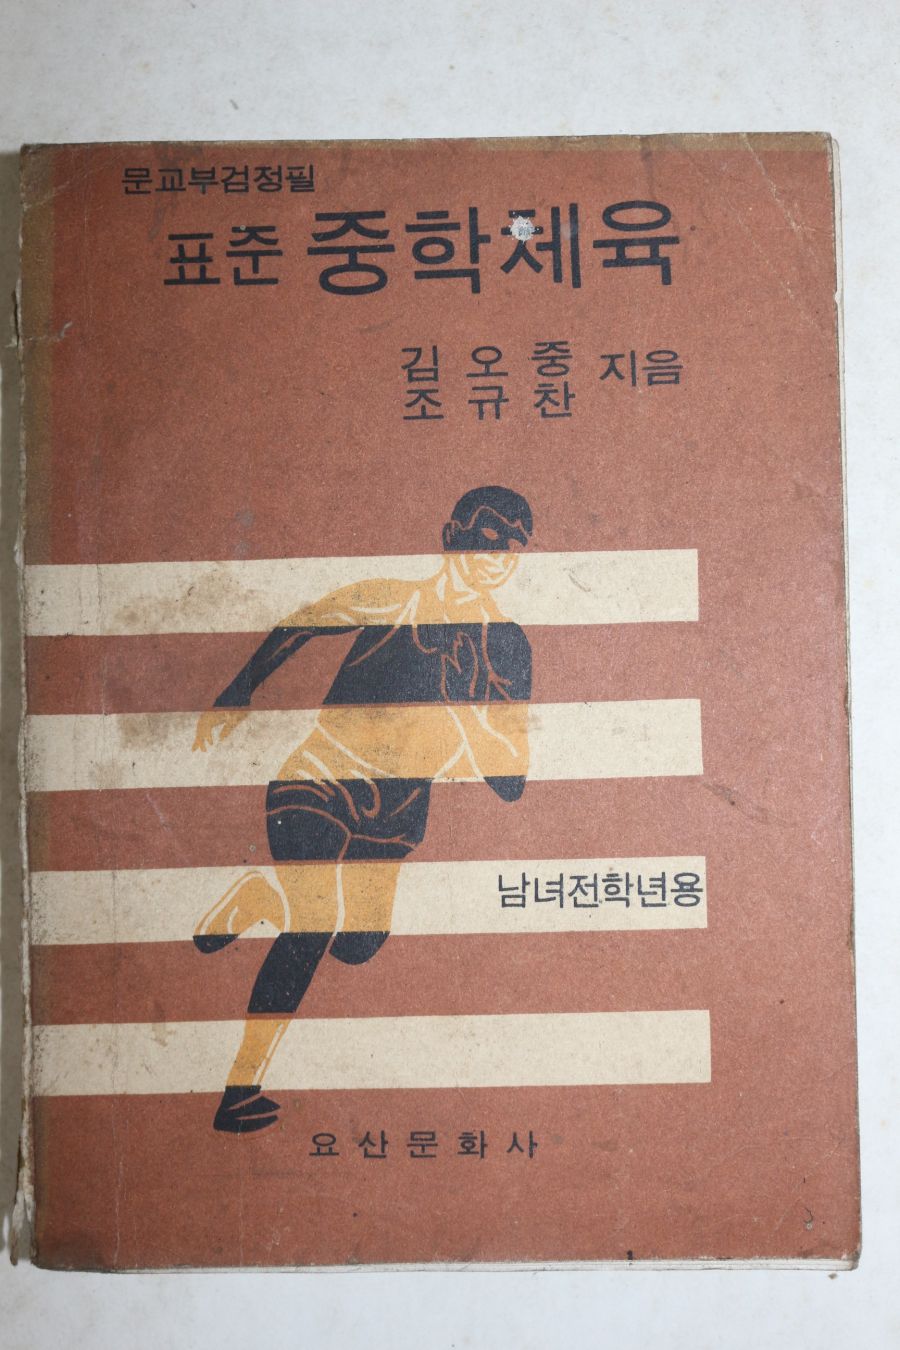 문교부검정필
표준 중학체육
김오중 지음
조규찬
남녀전학년용
요산문화사